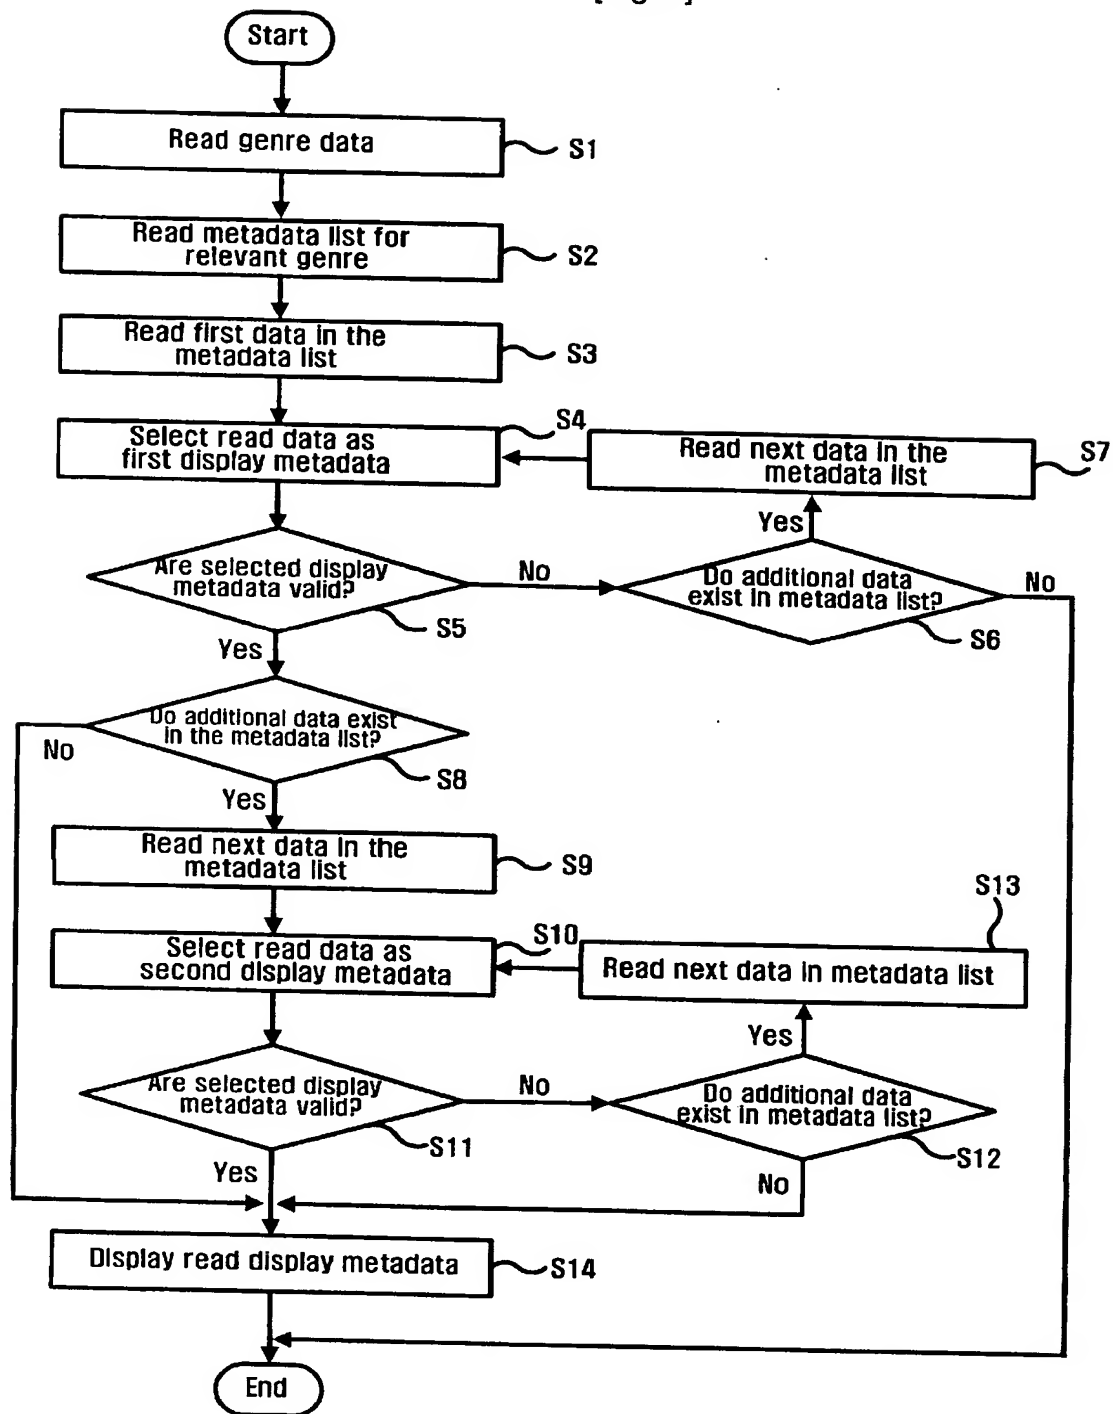 Start
Read genre data
S1
Read metadata list for
relevant genre
S2
Read first data in the
metadata list
S3
Select read data as
first display metadata
S4
Read next data in the
metadata list
S7
Yes
Are selected display
metadata valid?
No
S5
Do additional data
exist in metadata list?
No
S6
Yes
Do additional data exist
in the metadata list?
No
S8
Yes
Read next data in the
metadata list
S9
S13
Select read data as
second display metadata
S10
Read next data in metadata list
Yes
Are selected display
metadata valid?
No
S11
Do additional data
exist in metadata list?
S12
Yes
No
Display read display metadata
S14
End